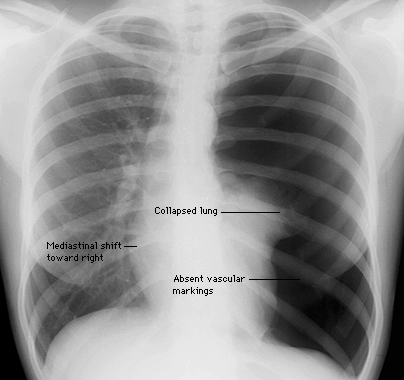 Collapsed lung
Mediastinal shift
toward right
Absent vascular
markings